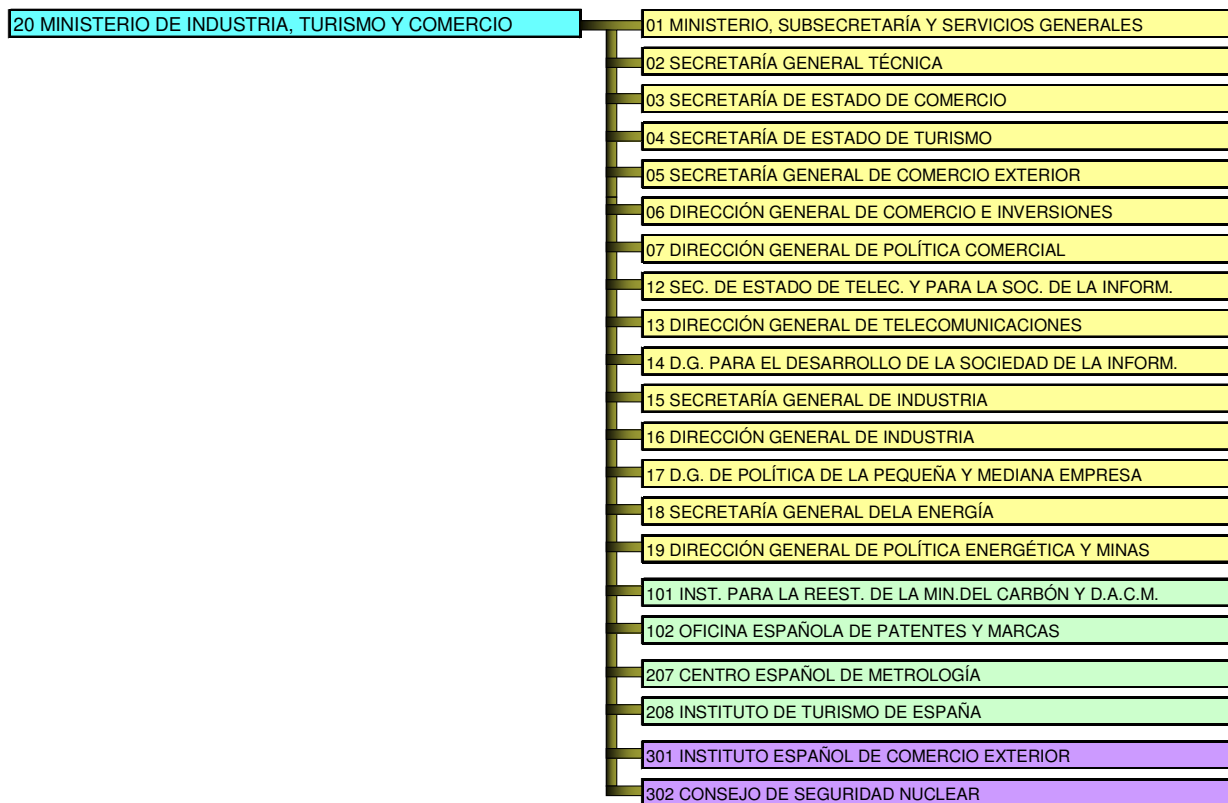 20 MINISTERIO DE INDUSTRIA, TURISMO Y COMERCIO
01 MINISTERIO, SUBSECRETARÍA Y SERVICIOS GENERALES
02 SECRETARÍA GENERAL TÉCNICA
03 SECRETARÍA DE ESTADO DE COMERCIO
04 SECRETARÍA DE ESTADO DE TURISMO
05 SECRETARÍA GENERAL DE COMERCIO EXTERIOR
06 DIRECCIÓN GENERAL DE COMERCIO E INVERSIONES
07 DIRECCIÓN GENERAL DE POLÍTICA COMERCIAL
12 SEC. DE ESTADO DE TELEC. Y PARA LA SOC. DE LA INFORM.
13 DIRECCIÓN GENERAL DE TELECOMUNICACIONES
14 D.G. PARA EL DESARROLLO DE LA SOCIEDAD DE LA INFORM.
15 SECRETARÍA GENERAL DE INDUSTRIA
16 DIRECCIÓN GENERAL DE INDUSTRIA
17 D.G. DE POLÍTICA DE LA PEQUEÑA Y MEDIANA EMPRESA
18 SECRETARÍA GENERAL DELA ENERGÍA
19 DIRECCIÓN GENERAL DE POLÍTICA ENERGÉTICA Y MINAS
101 INST. PARA LA REEST. DE LA MIN.DEL CARBÓN Y D.A.C.M.
102 OFICINA ESPAÑOLA DE PATENTES Y MARCAS
207 CENTRO ESPAÑOL DE METROLOGÍA
208 INSTITUTO DE TURISMO DE ESPAÑA
301 INSTITUTO ESPAÑOL DE COMERCIO EXTERIOR
302 CONSEJO DE SEGURIDAD NUCLEAR